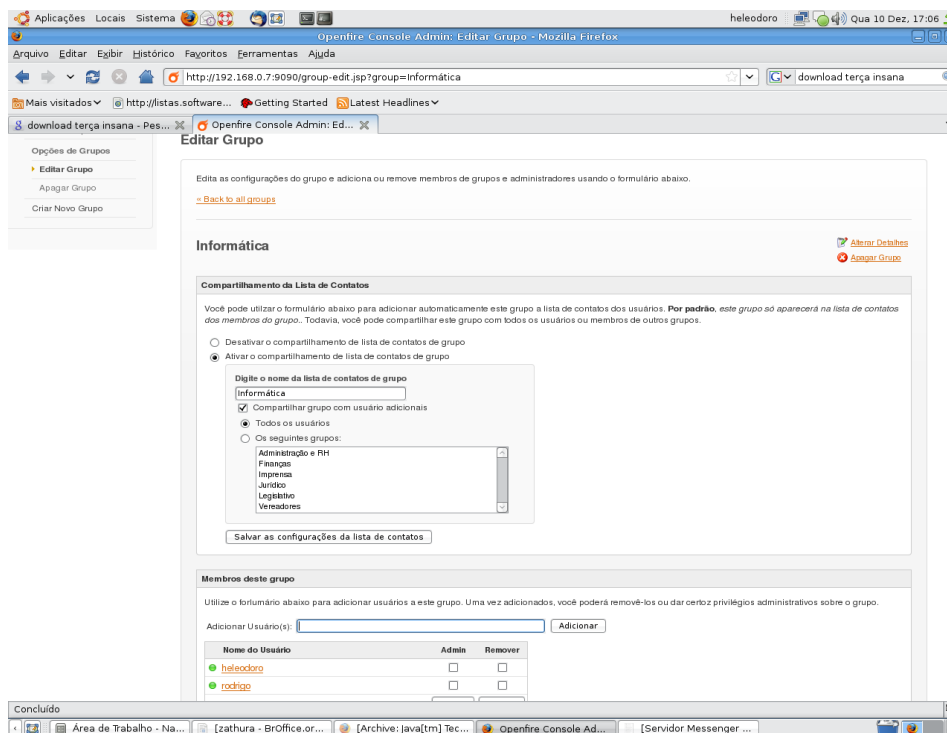 Aplicações Locais Sistema heleodoro Qua 10 Dez, 17:06
Openfire Console Admin: Editar Grupo - Mozilla Firefox
Arquivo Editar Exibir Histórico Favoritos Ferramentas Ajuda
http://192.168.0.7:9090/group-edit.jsp?group=Informática download terça insana
Mais visitados http://listas.software... Getting Started Latest Headlines
download terça insana - Pes... Openfire Console Admin: Ed...
Opções de Grupos
Editar Grupo
Apagar Grupo
Criar Novo Grupo
Editar Grupo
Edita as configurações do grupo e adiciona ou remove membros de grupos e administradores usando o formulário abaixo.
« Back to all groups
Informática
Alterar Detalhes
Apagar Grupo
Compartilhamento da Lista de Contatos
Você pode utilzar o formulário abaixo para adicionar automaticamente este grupo a lista de contatos dos usuários. Por padrão, este grupo só aparecerá na lista de contatos
dos membros do grupo.. Todavia, você pode compartilhar este grupo com todos os usuários ou membros de outros grupos.
Desativar o compartilhamento de lista de contatos de grupo
Ativar o compartilhamento de lista de contatos de grupo
Digite o nome da lista de contatos de grupo
Informática
Compartilhar grupo com usuário adicionais
Todos os usuários
Os seguintes grupos:
Administração e RH
Finanças
Imprensa
Jurídico
Legislativo
Vereadores
Salvar as configurações da lista de contatos
Membros deste grupo
Utilize o forlumário abaixo para adicionar usuários a este grupo. Uma vez adicionados, você poderá removê-los ou dar certoz privilégios administrativos sobre o grupo.
Adicionar Usuário(s): Adicionar
Nome do Usuário Admin Remover
heleodoro
rodrigo
Concluído
Área de Trabalho - Na... [zathura - BrOffice.or... [Archive: Java[tm] Tec... Openfire Console Ad... [Servidor Messenger ...